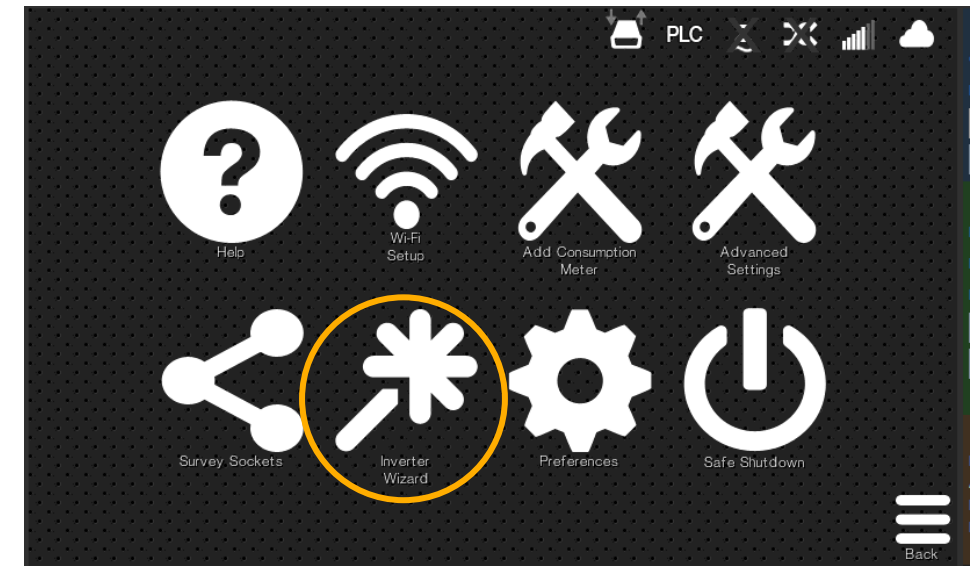 PLC
?
Help
Wi-Fi
Setup
Add Consumption
Meter
Advanced
Settings
Survey Sockets
Inverter
Wizard
Preferences
Safe Shutdown
Back